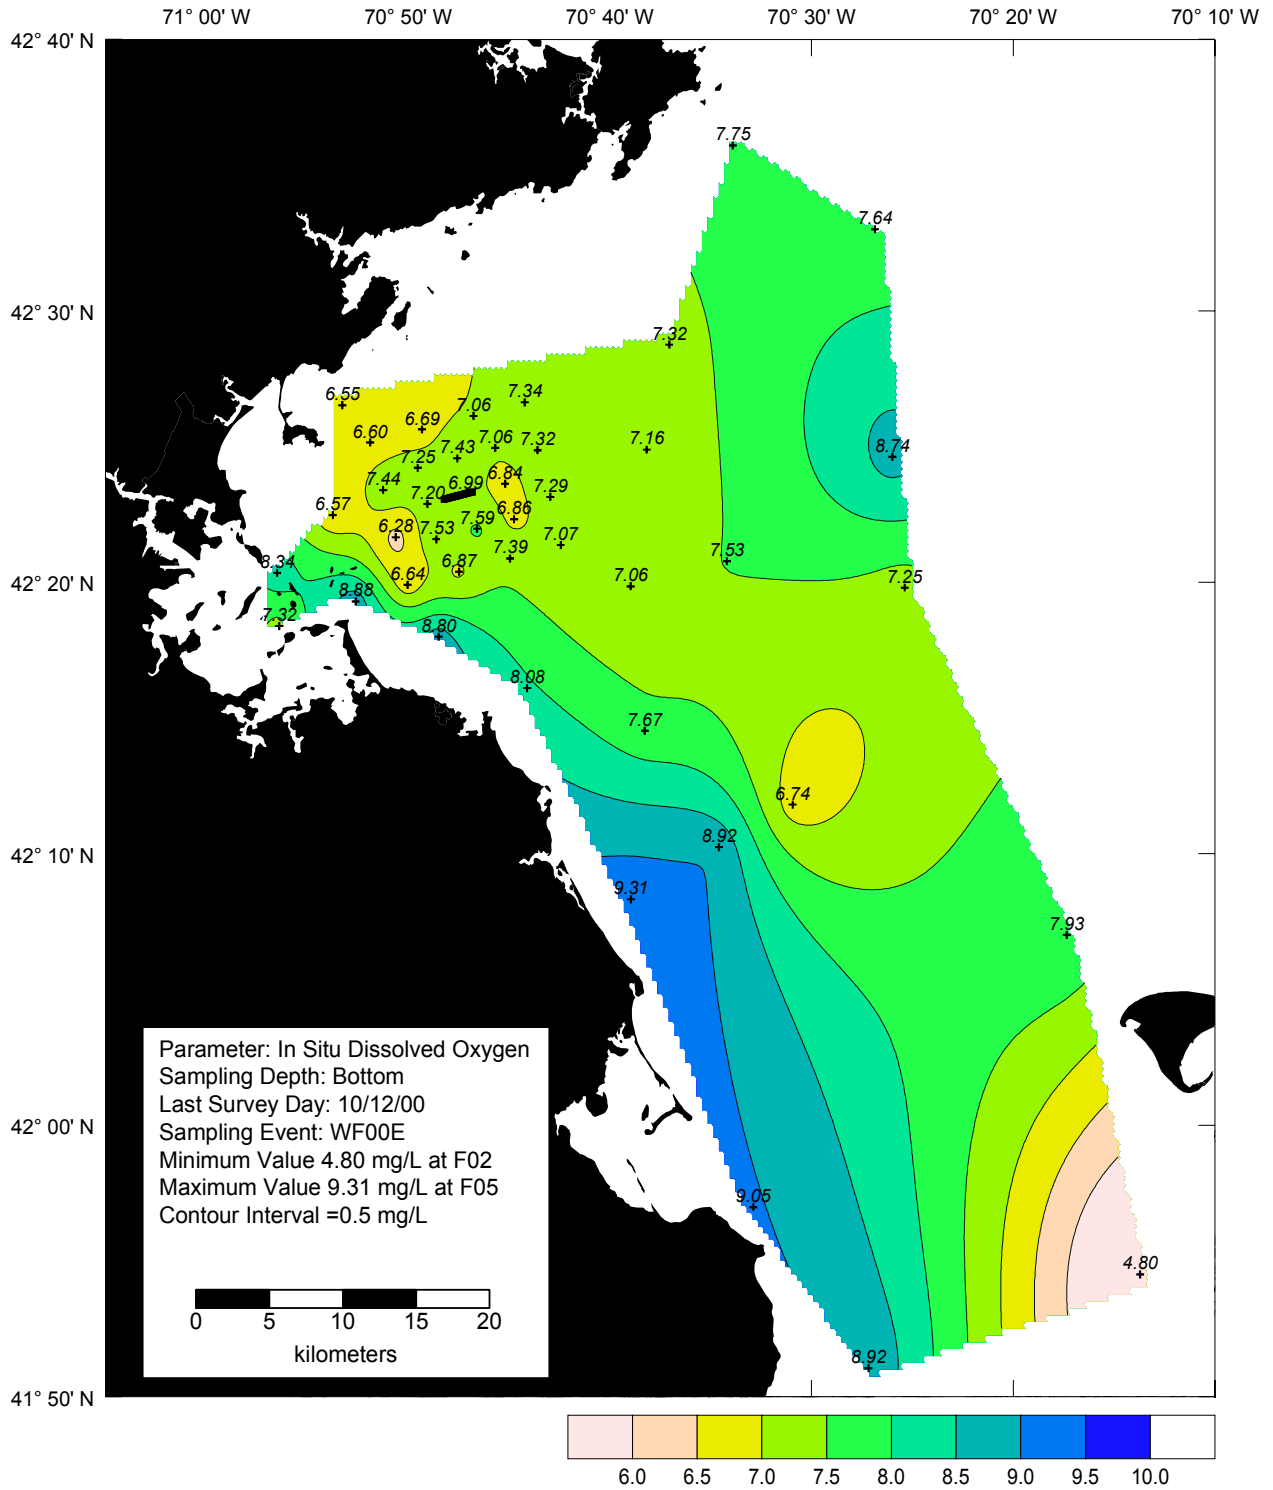 71° 00' W 70° 50' W 70° 40' W 70° 30' W 70° 20' W 70° 10' W
42° 40' N
7.75
7.64
42° 30' N
7.32
6.55
7.34
7.06
6.69
6.60
7.06
7.32
7.16
7.43
7.25
8.74
6.84
7.44
6.99
7.29
7.20
6.57
6.86
7.59
6.28
7.53
7.07
7.39
7.53
8.34
6.87
6.64
7.06
7.25
42° 20' N
8.88
7.32
8.80
8.08
7.67
6.74
8.92
42° 10' N
9.31
7.93
Parameter: In Situ Dissolved Oxygen
Sampling Depth: Bottom
Last Survey Day: 10/12/00
Sampling Event: WF00E
Minimum Value 4.80 mg/L at F02
Maximum Value 9.31 mg/L at F05
Contour Interval =0.5 mg/L
0 5 10 15 20
kilometers
42° 00' N
9.05
4.80
8.92
41° 50' N
6.0 6.5 7.0 7.5 8.0 8.5 9.0 9.5 10.0